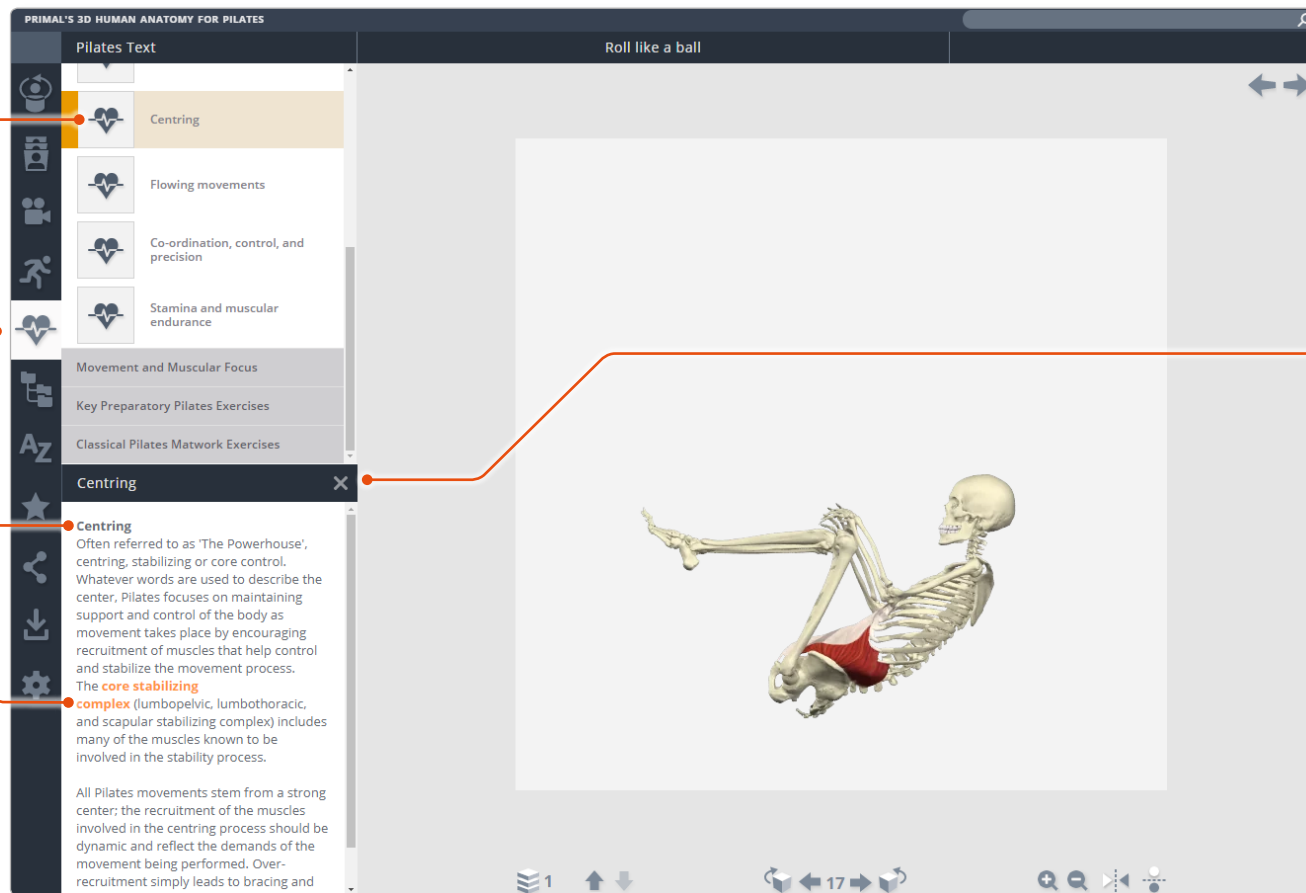 PRIMAL'S 3D HUMAN ANATOMY FOR PILATES
Pilates Text
Roll like a ball
Centring
Flowing movements
Co-ordination, control, and
precision
Stamina and muscular
endurance
Movement and Muscular Focus
Key Preparatory Pilates Exercises
Classical Pilates Matwork Exercises
AZ
Centring
Centring
Often referred to as 'The Powerhouse',
centring, stabilizing or core control.
Whatever words are used to describe the
center, Pilates focuses on maintaining
support and control of the body as
movement takes place by encouraging
recruitment of muscles that help control
and stabilize the movement process.
The core stabilizing
complex (lumbopelvic, lumbothoracic,
and scapular stabilizing complex) includes
many of the muscles known to be
involved in the stability process.
All Pilates movements stem from a strong
center; the recruitment of the muscles
involved in the centring process should be
dynamic and reflect the demands of the
movement being performed. Over-
recruitment simply leads to bracing and
1
17